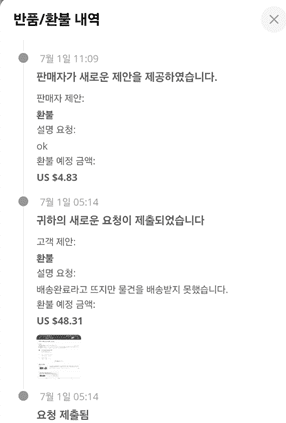 반품/환불 내역
7월 1일 11:09
판매자가 새로운 제안을 제공하였습니다.
판매자 제안:
환불
설명 요청:
ok
환불 예정 금액:
US $4.83
7월 1일 05:14
귀하의 새로운 요청이 제출되었습니다
고객 제안:
환불
설명 요청:
배송완료라고 뜨지만 물건을 배송받지 못했습니다.
환불 예정 금액:
US $48.31
7월 1일 05:14
요청 제출됨